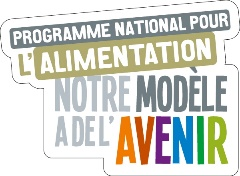 PROGRAMME NATIONAL POUR
L'ALIMENTATION
NOTRE MODÈLE
A DE L'AVENIR